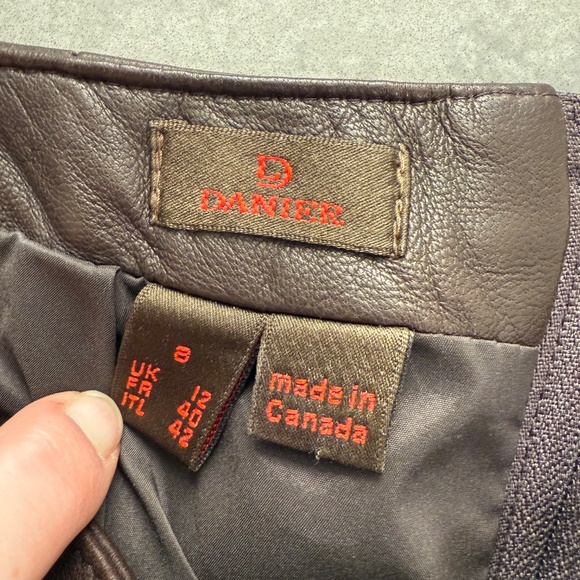 D
DANIER
8
UK 12
FR 40
ITL 42
made in
Canada